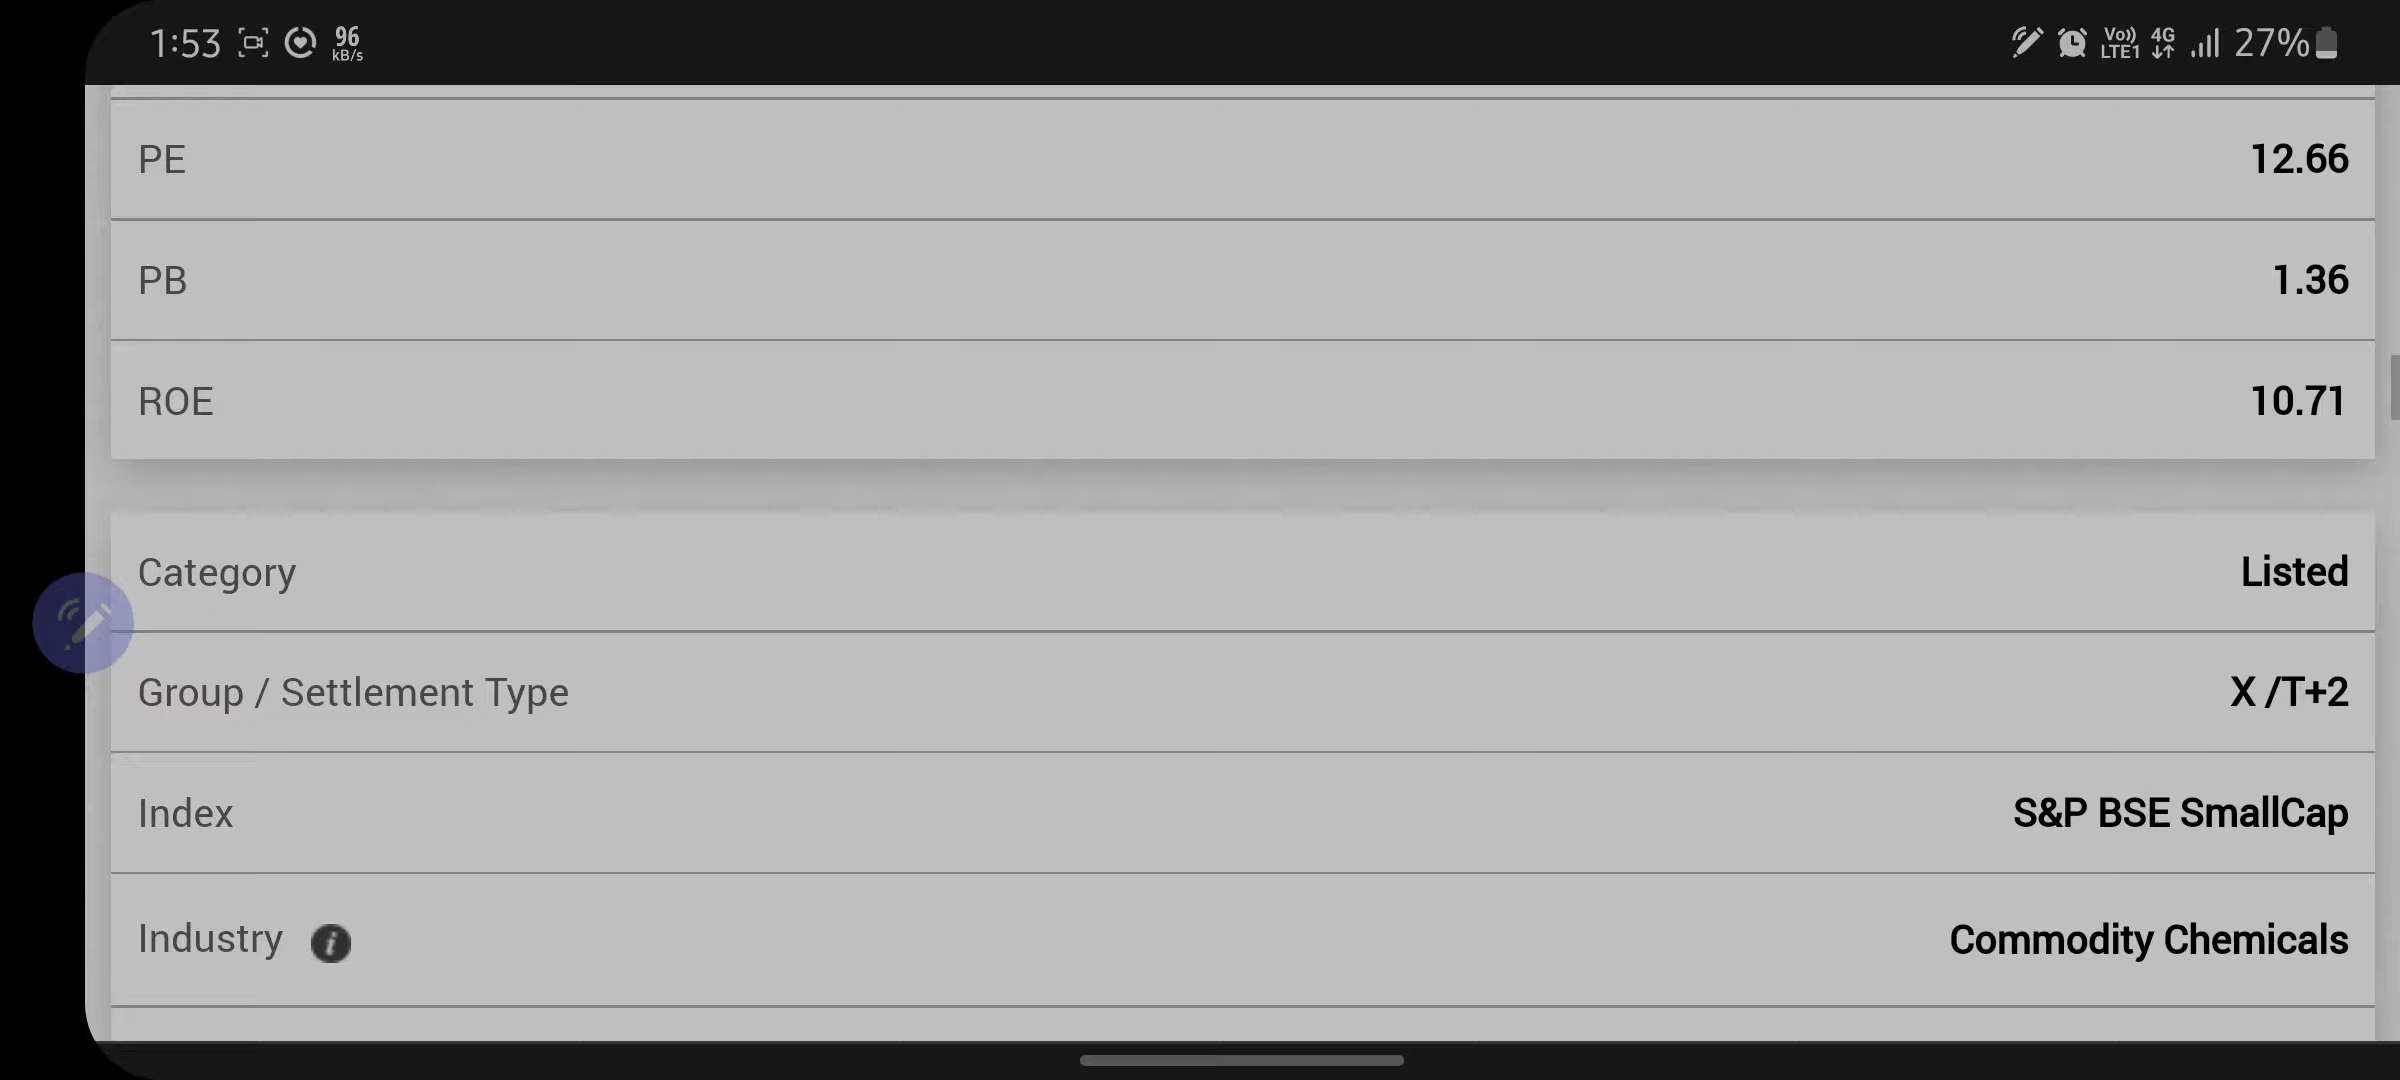 1:53 96 kB/s Vo)) LTE1 4G 27%
PE 12.66
PB 1.36
ROE 10.71
Category Listed
Group / Settlement Type X /T+2
Index S&P BSE SmallCap
Industry i Commodity Chemicals